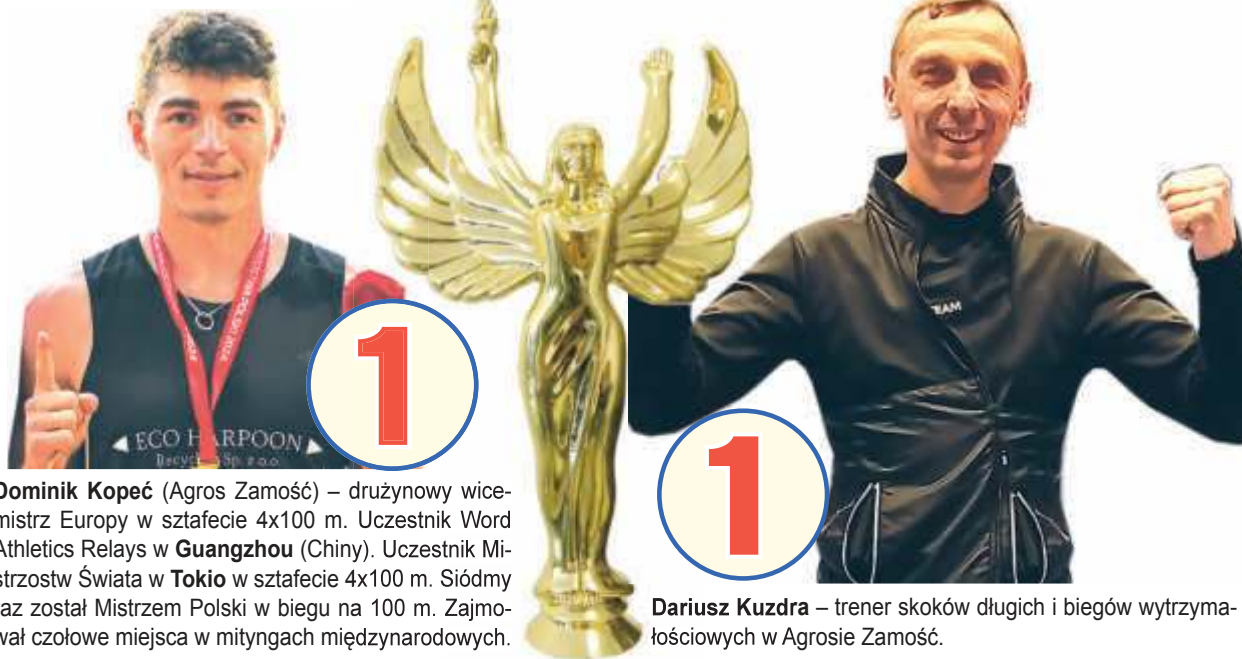 1
ECO HARPOON
Dominik Kopeć (Agros Zamość) – drużynowy wice-
mistrz Europy w sztafecie 4x100 m. Uczestnik Word
Athletics Relays w Guangzhou (Chiny). Uczestnik Mi-
strzostw Świata w Tokio w sztafecie 4x100 m. Siódmy
raz został Mistrzem Polski w biegu na 100 m. Zajmo-
wał czołowe miejsca w mityngach międzynarodowych.
TEAM
1
Dariusz Kuzdra – trener skoków długich i biegów wytrzyma-
łościowych w Agrosie Zamość.